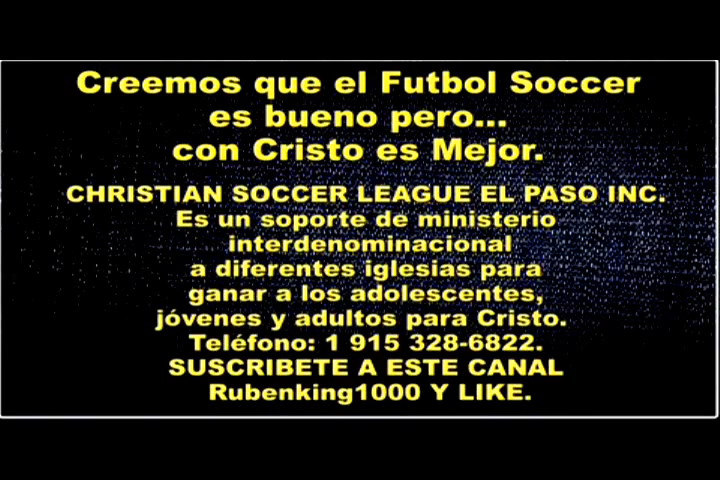 Creemos que el Futbol Soccer
es bueno pero...
con Cristo es Mejor.
CHRISTIAN SOCCER LEAGUE EL PASO INC.
Es un soporte de ministerio
interdenominacional
a diferentes iglesias para
ganar a los adolescentes,
jóvenes y adultos para Cristo.
Teléfono: 1 915 328-6822.
SUSCRIBETE A ESTE CANAL
Rubenking1000 Y LIKE.